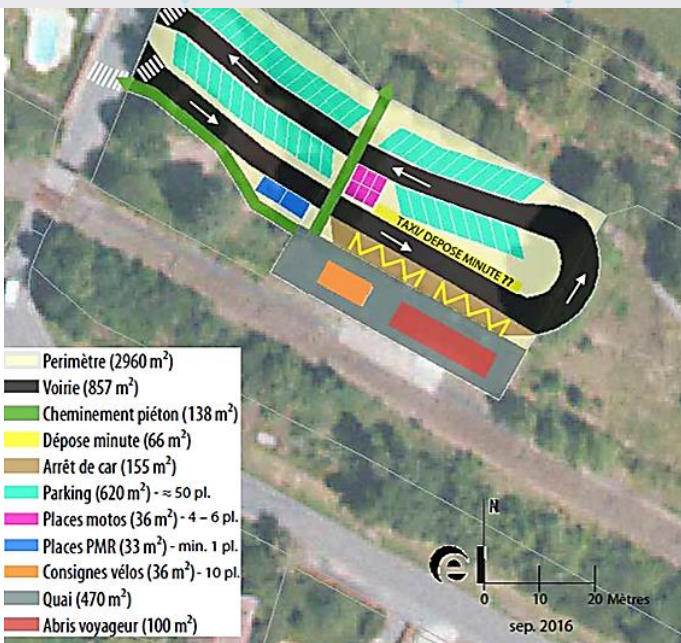 TAXI/ DEPOSE MINUTE ??
Perimètre (2960 m²)
Voirie (857 m²)
Cheminement piéton (138 m²)
Dépose minute (66 m²)
Arrêt de car (155 m²)
Parking (620 m²) - ≈ 50 pl.
Places motos (36 m²) - 4 – 6 pl.
Places PMR (33 m²) - min. 1 pl.
Consignes vélos (36 m²) - 10 pl.
Quai (470 m²)
Abris voyageur (100 m²)
N
0 10 20 Mètres
sep. 2016